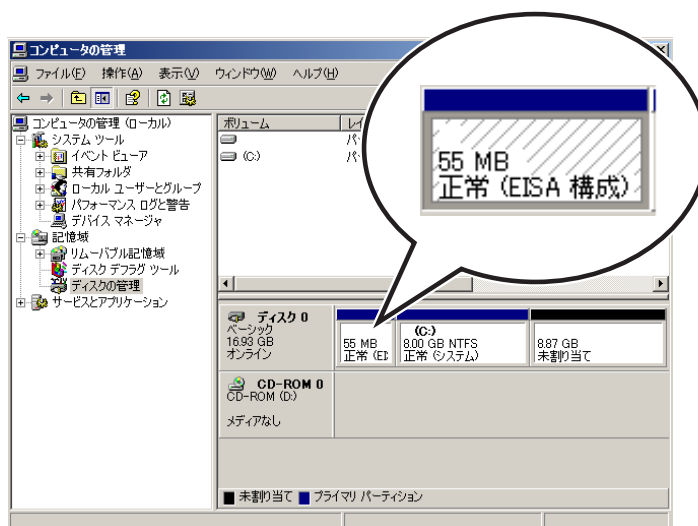 コンピュータの管理
ファイル(F) 操作(A) 表示(V) ウィンドウ(W) ヘルプ(H)
コンピュータの管理 (ローカル)
システム ツール
イベント ビューア
共有フォルダ
ローカル ユーザーとグループ
パフォーマンス ログと警告
デバイス マネージャ
記憶域
リムーバブル記憶域
ディスク デフラグ ツール
ディスクの管理
サービスとアプリケーション
ボリューム
(C:)
55 MB
正常 (EISA 構成)
ディスク 0
ベーシック
16.93 GB
オンライン
55 MB
正常 (EI
(C:)
8.00 GB NTFS
正常 (システム)
8.87 GB
未割り当て
CD-ROM 0
CD-ROM (D:)
メディアなし
未割り当て プライマリ パーティション